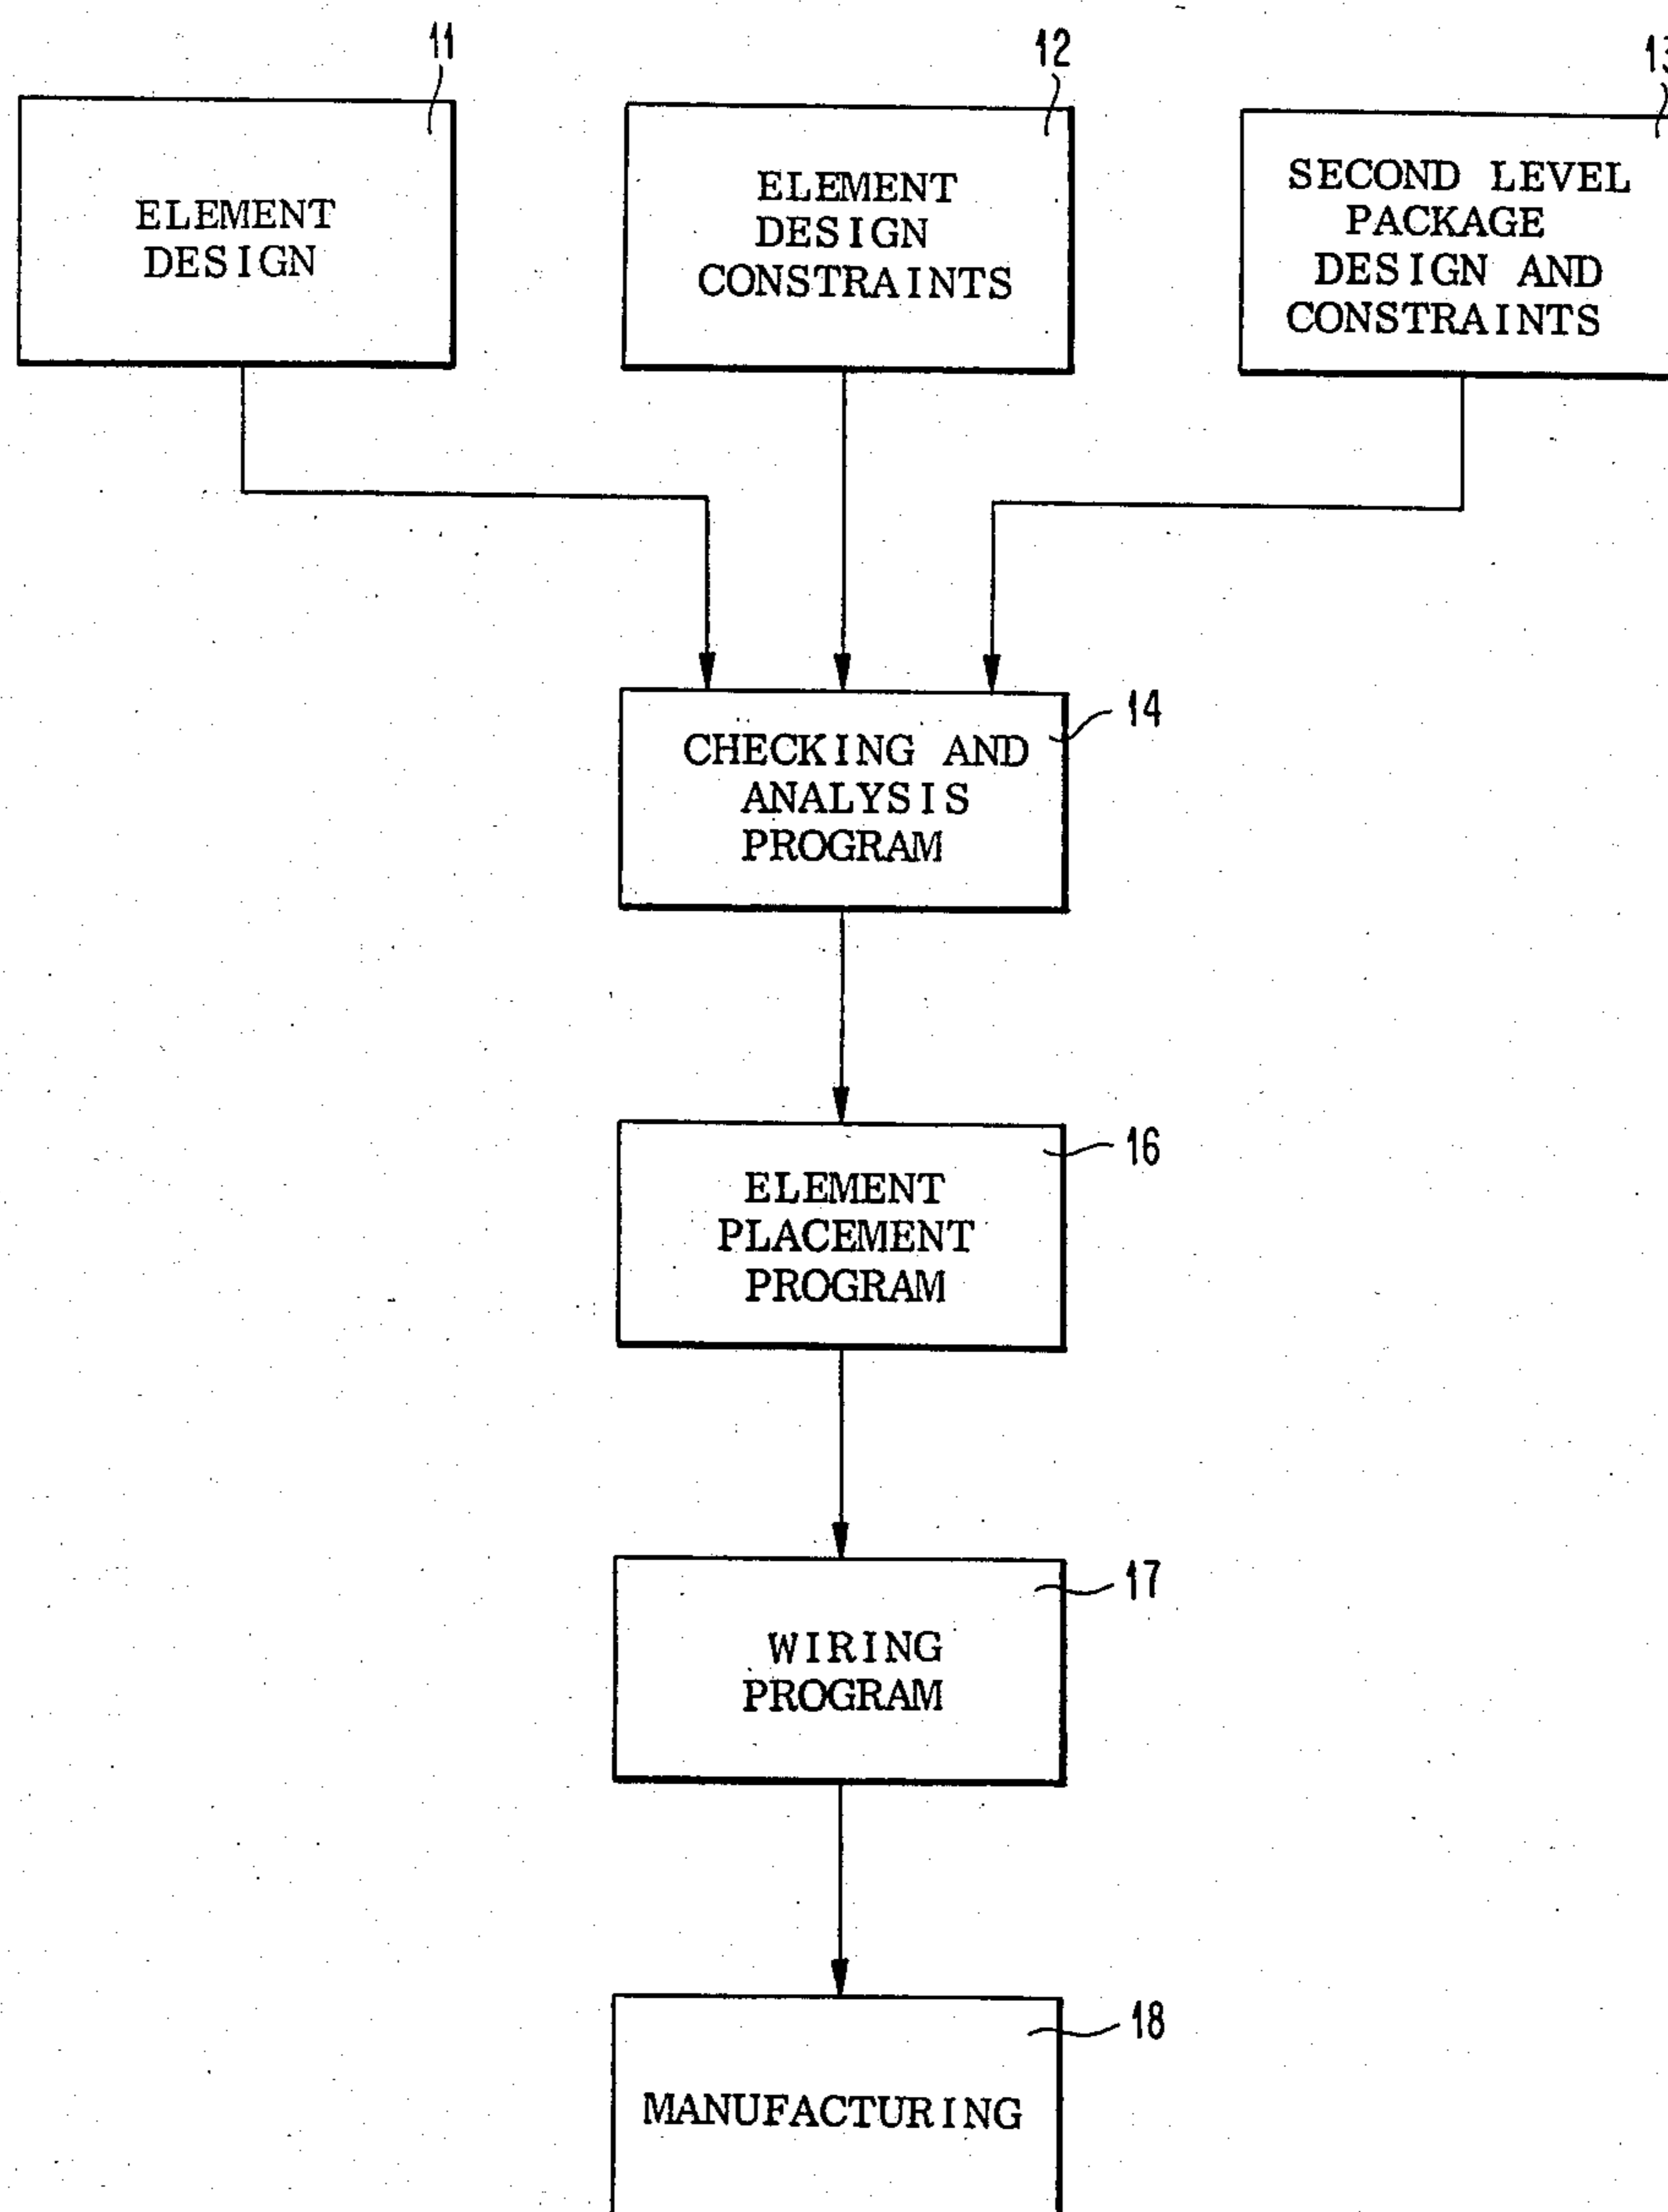 11
12
13
ELEMENT
DESIGN
ELEMENT
DESIGN
CONSTRAINTS
SECOND LEVEL
PACKAGE
DESIGN AND
CONSTRAINTS
14
CHECKING AND
ANALYSIS
PROGRAM
16
ELEMENT
PLACEMENT
PROGRAM
17
WIRING
PROGRAM
18
MANUFACTURING